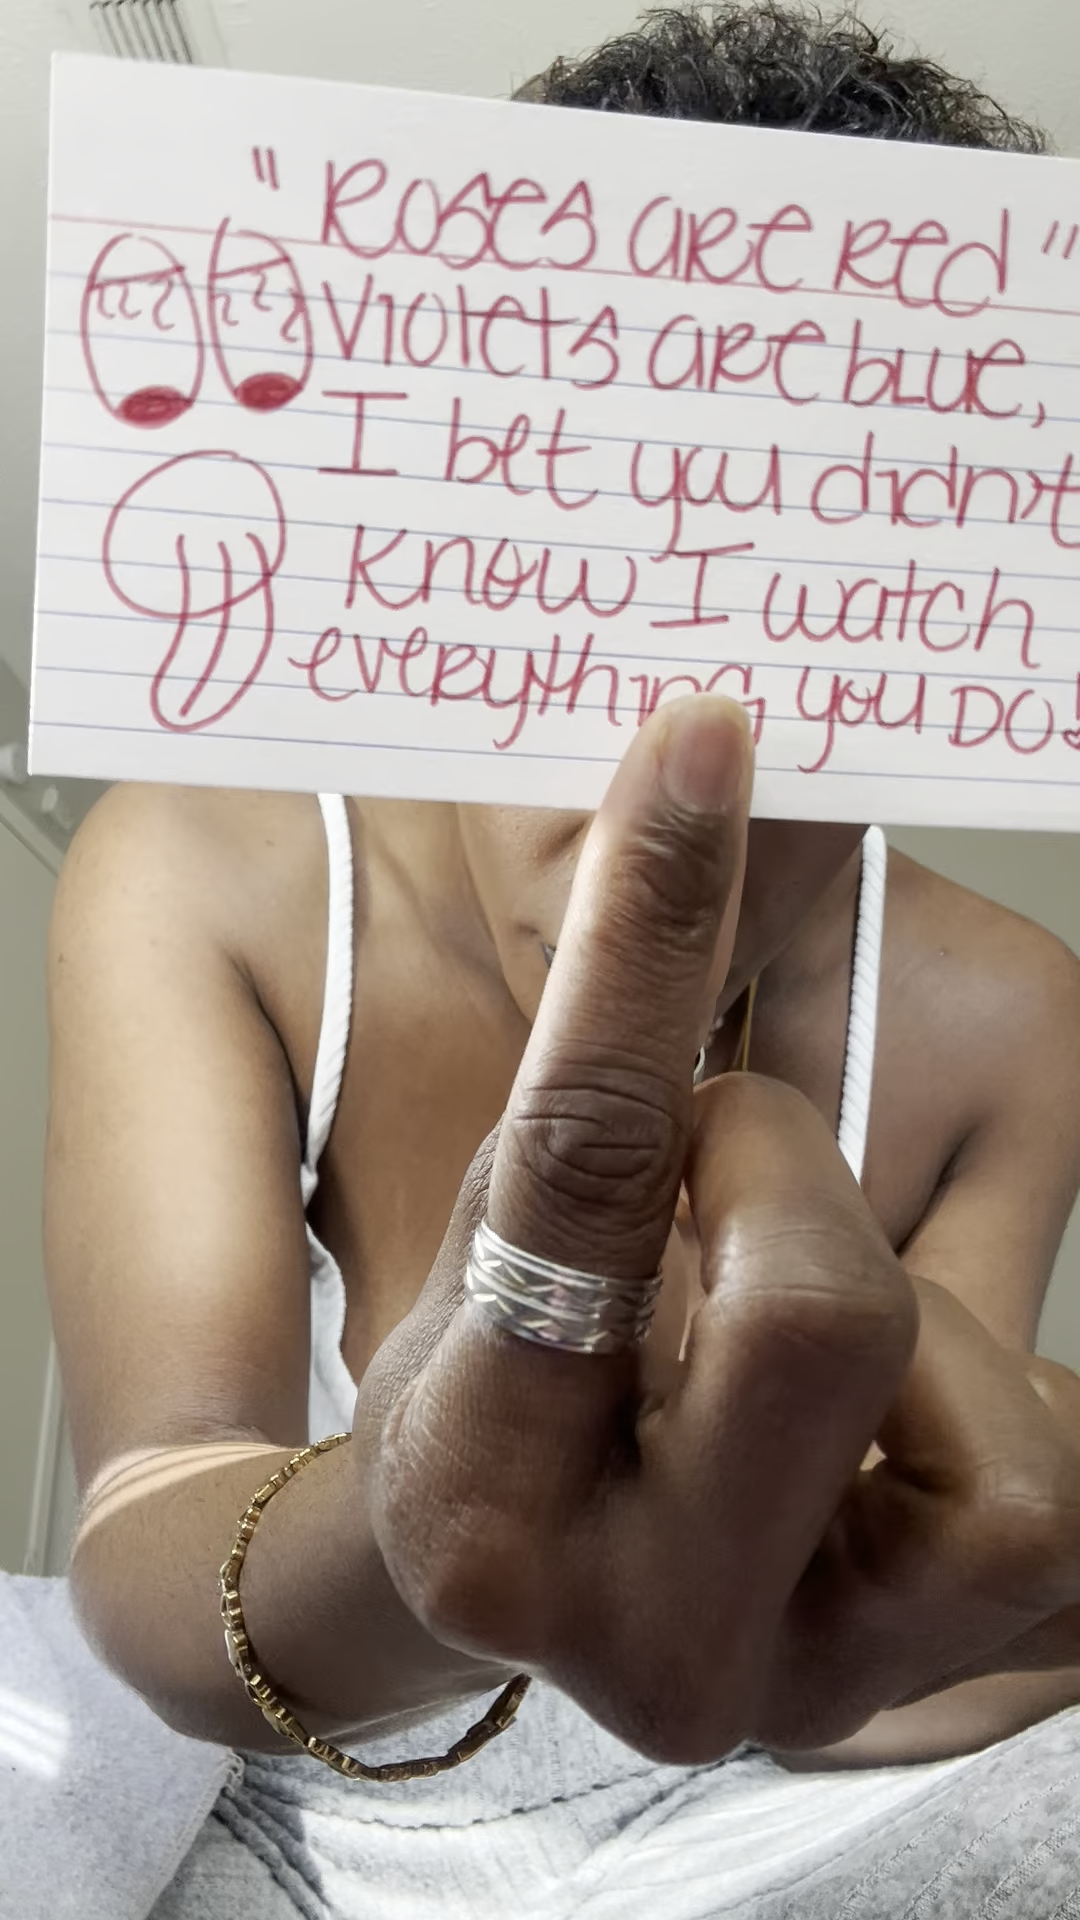 "Roses are Red"
Violets are blue,
I bet you didn't
know I watch
everything you DO!